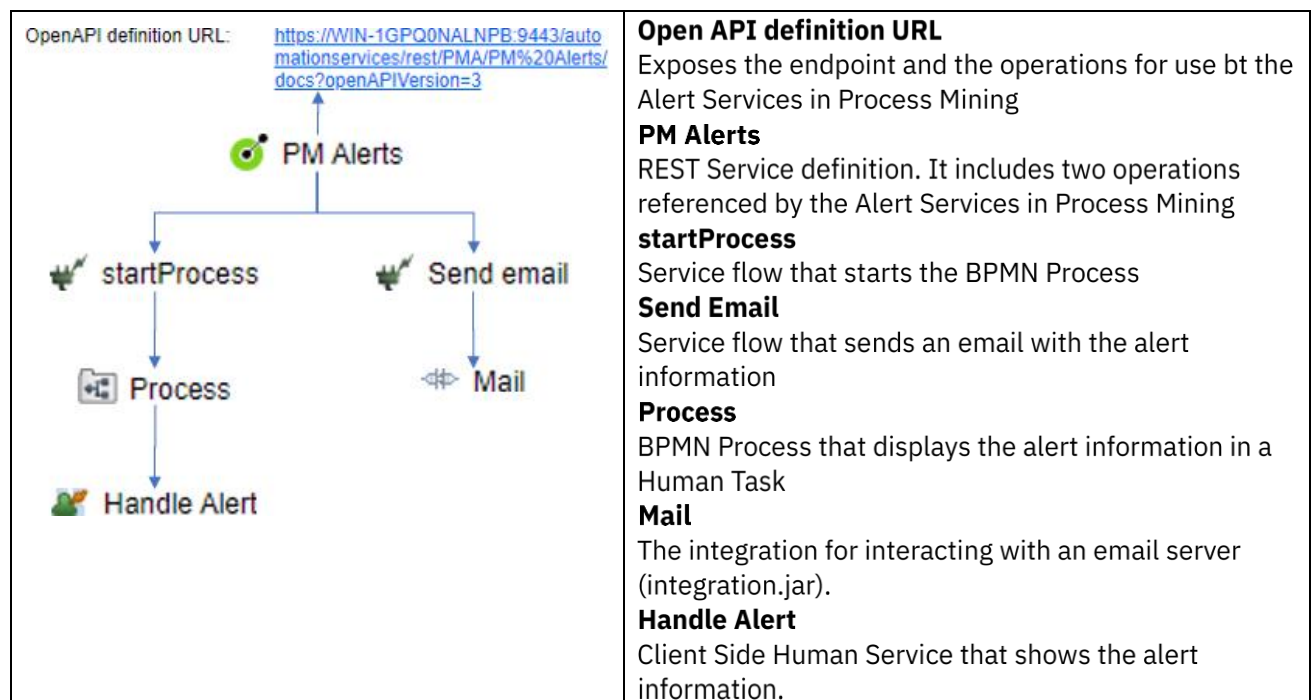 OpenAPI definition URL:
https://WIN-1GPQ0NALNPB:9443/auto
mationservices/rest/PMA/PM%20Alerts/
docs?openAPIVersion=3
PM Alerts
startProcess
Send email
Process
Mail
Handle Alert
Open API definition URL
Exposes the endpoint and the operations for use bt the
Alert Services in Process Mining
PM Alerts
REST Service definition. It includes two operations
referenced by the Alert Services in Process Mining
startProcess
Service flow that starts the BPMN Process
Send Email
Service flow that sends an email with the alert
information
Process
BPMN Process that displays the alert information in a
Human Task
Mail
The integration for interacting with an email server
(integration.jar).
Handle Alert
Client Side Human Service that shows the alert
information.